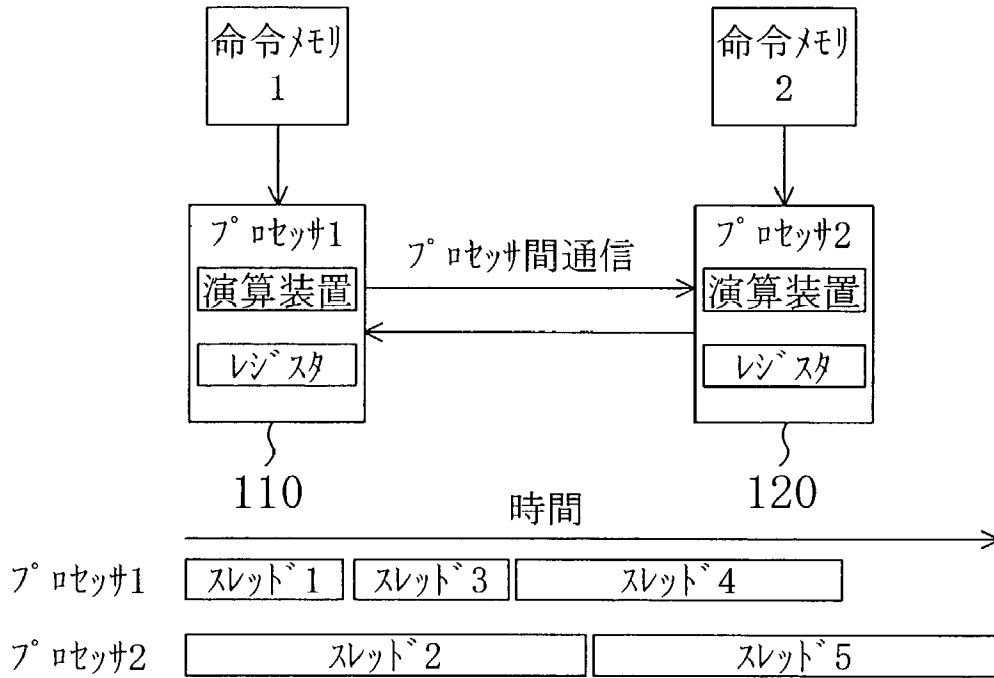 命令メモリ
1
命令メモリ
2
プロセッサ1
演算装置
レジスタ
プロセッサ間通信
プロセッサ2
演算装置
レジスタ
110
120
時間
プロセッサ1
スレッド1
スレッド3
スレッド4
プロセッサ2
スレッド2
スレッド5